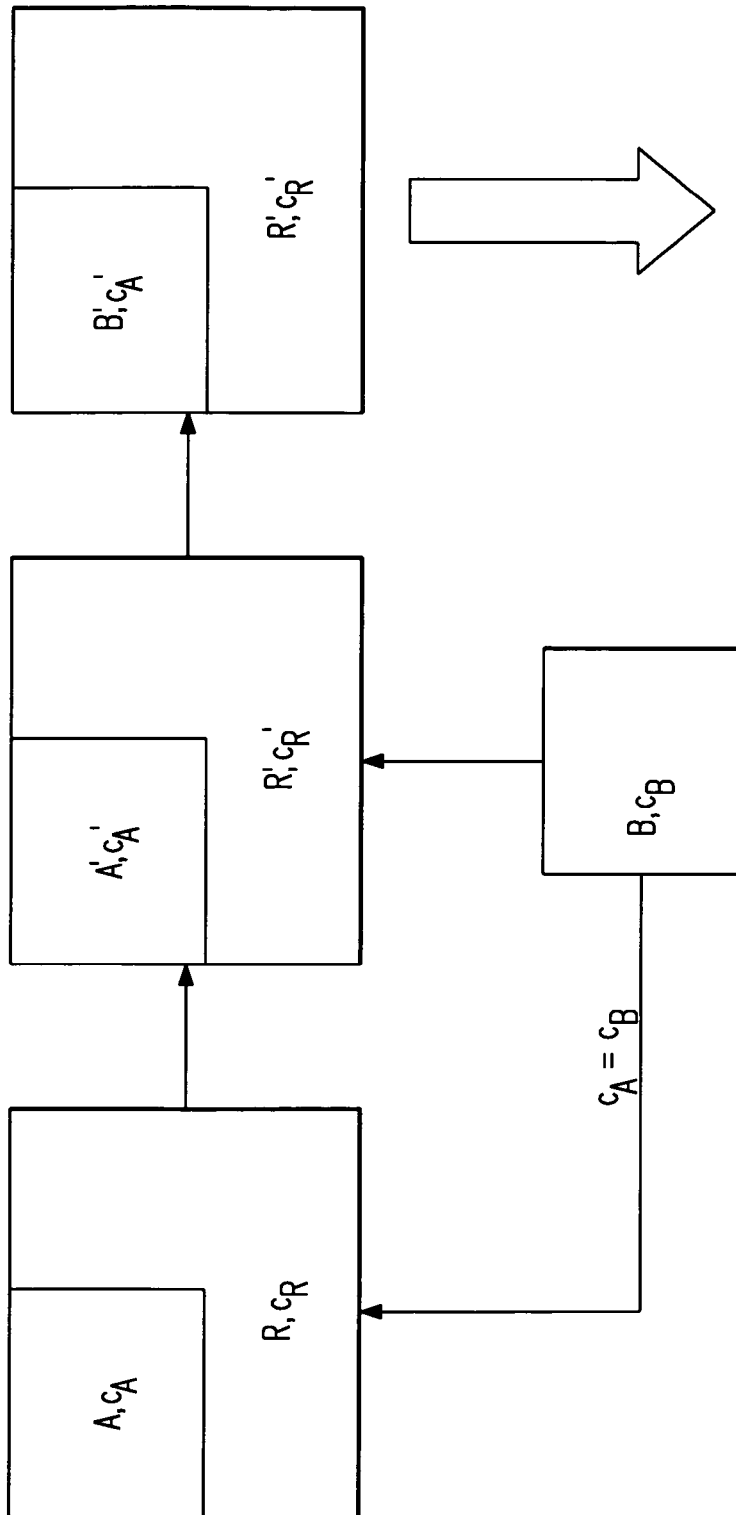 A, c_A
R, c_R
A', c_A'
R', c_R'
B', c_A'
R', c_R'
c_A = c_B
B, c_B